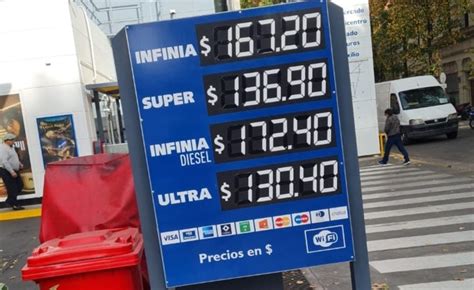 INFINIA $ 167.20
SUPER $ 136.90
INFINIA DIESEL $ 172.40
ULTRA $ 130.40
VISA
Precios en $
WiFi